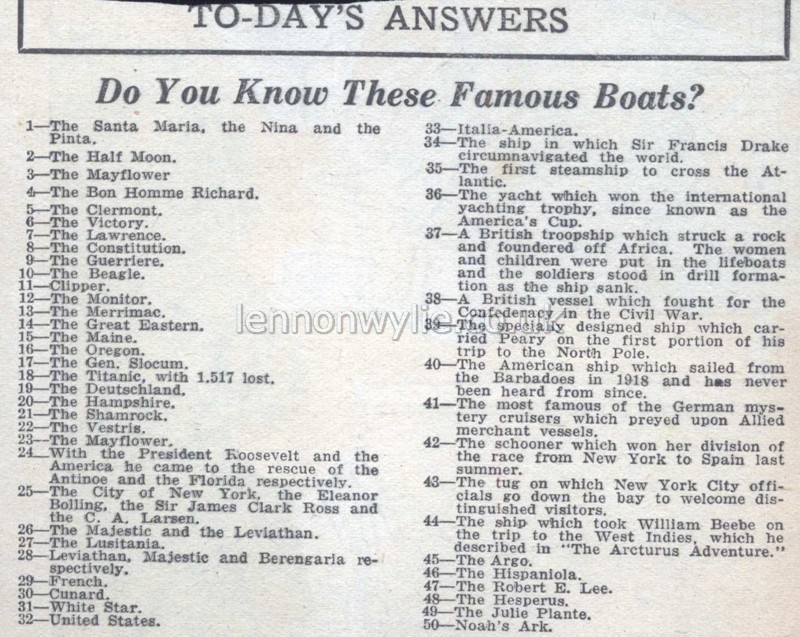 TO-DAY'S ANSWERS
Do You Know These Famous Boats?
1—The Santa Maria, the Nina and the
Pinta.
2—The Half Moon.
3—The Mayflower
4—The Bon Homme Richard.
5—The Clermont.
6—The Victory.
7—The Lawrence.
8—The Constitution.
9—The Guerriere.
10—The Beagle.
11—Clipper.
12—The Monitor.
13—The Merrimac.
14—The Great Eastern.
15—The Maine.
16—The Oregon.
17—The Gen. Slocum.
18—The Titanic, with 1,517 lost.
19—The Deutschland.
20—The Hampshire.
21—The Shamrock.
22—The Vestris.
23—The Mayflower.
24—With the President Roosevelt and the
America he came to the rescue of the
Antinoe and the Florida respectively.
25—The City of New York, the Eleanor
Bolling, the Sir James Clark Ross and
the C. A. Larsen.
26—The Majestic and the Leviathan.
27—The Lusitania.
28—Leviathan, Majestic and Berengaria re-
spectively.
29—French.
30—Cunard.
31—White Star.
32—United States.
33—Italia-America.
34—The ship in which Sir Francis Drake
circumnavigated the world.
35—The first steamship to cross the At-
lantic.
36—The yacht which won the international
yachting trophy, since known as the
America's Cup.
37—A British troopship which struck a rock
and foundered off Africa. The women
and children were put in the lifeboats
and the soldiers stood in drill forma-
tion as the ship sank.
38—A British vessel which fought for the
Confederacy in the Civil War.
39—The specially designed ship which car-
ried Peary on the first portion of his
trip to the North Pole.
40—The American ship which sailed from
the Barbadoes in 1918 and has never
been heard from since.
41—The most famous of the German mys-
tery cruisers which preyed upon Allied
merchant vessels.
42—The schooner which won her division of
the race from New York to Spain last
summer.
43—The tug on which New York City offi-
cials go down the bay to welcome dis-
tinguished visitors.
44—The ship which took William Beebe on
the trip to the West Indies, which he
described in "The Arcturus Adventure."
45—The Argo.
46—The Hispaniola.
47—The Robert E. Lee.
48—The Hesperus.
49—The Julie Plante.
50—Noah's Ark.
lennonwylie.co.uk